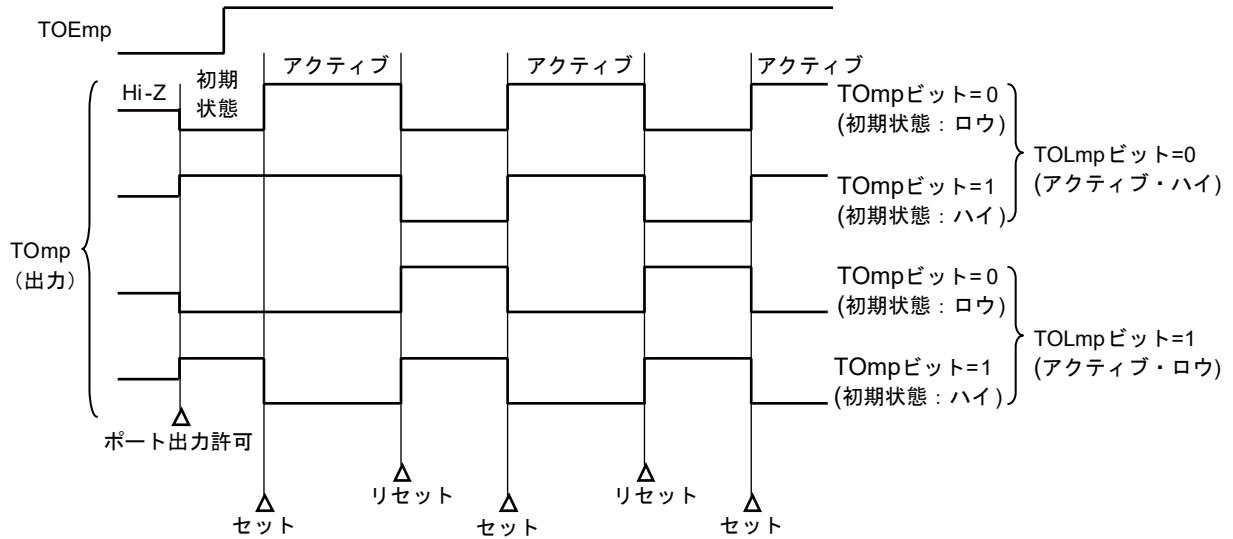 TOEmp
アクティブ
アクティブ
アクティブ
Hi-Z
初期
状態
TOmpビット=0
(初期状態：ロウ)
TOLmpビット=0
(アクティブ・ハイ)
TOmpビット=1
(初期状態：ハイ)
TOmp
（出力）
TOmpビット=0
(初期状態：ロウ)
TOLmpビット=1
(アクティブ・ロウ)
TOmpビット=1
(初期状態：ハイ)
ポート出力許可
リセット
リセット
セット
セット
セット